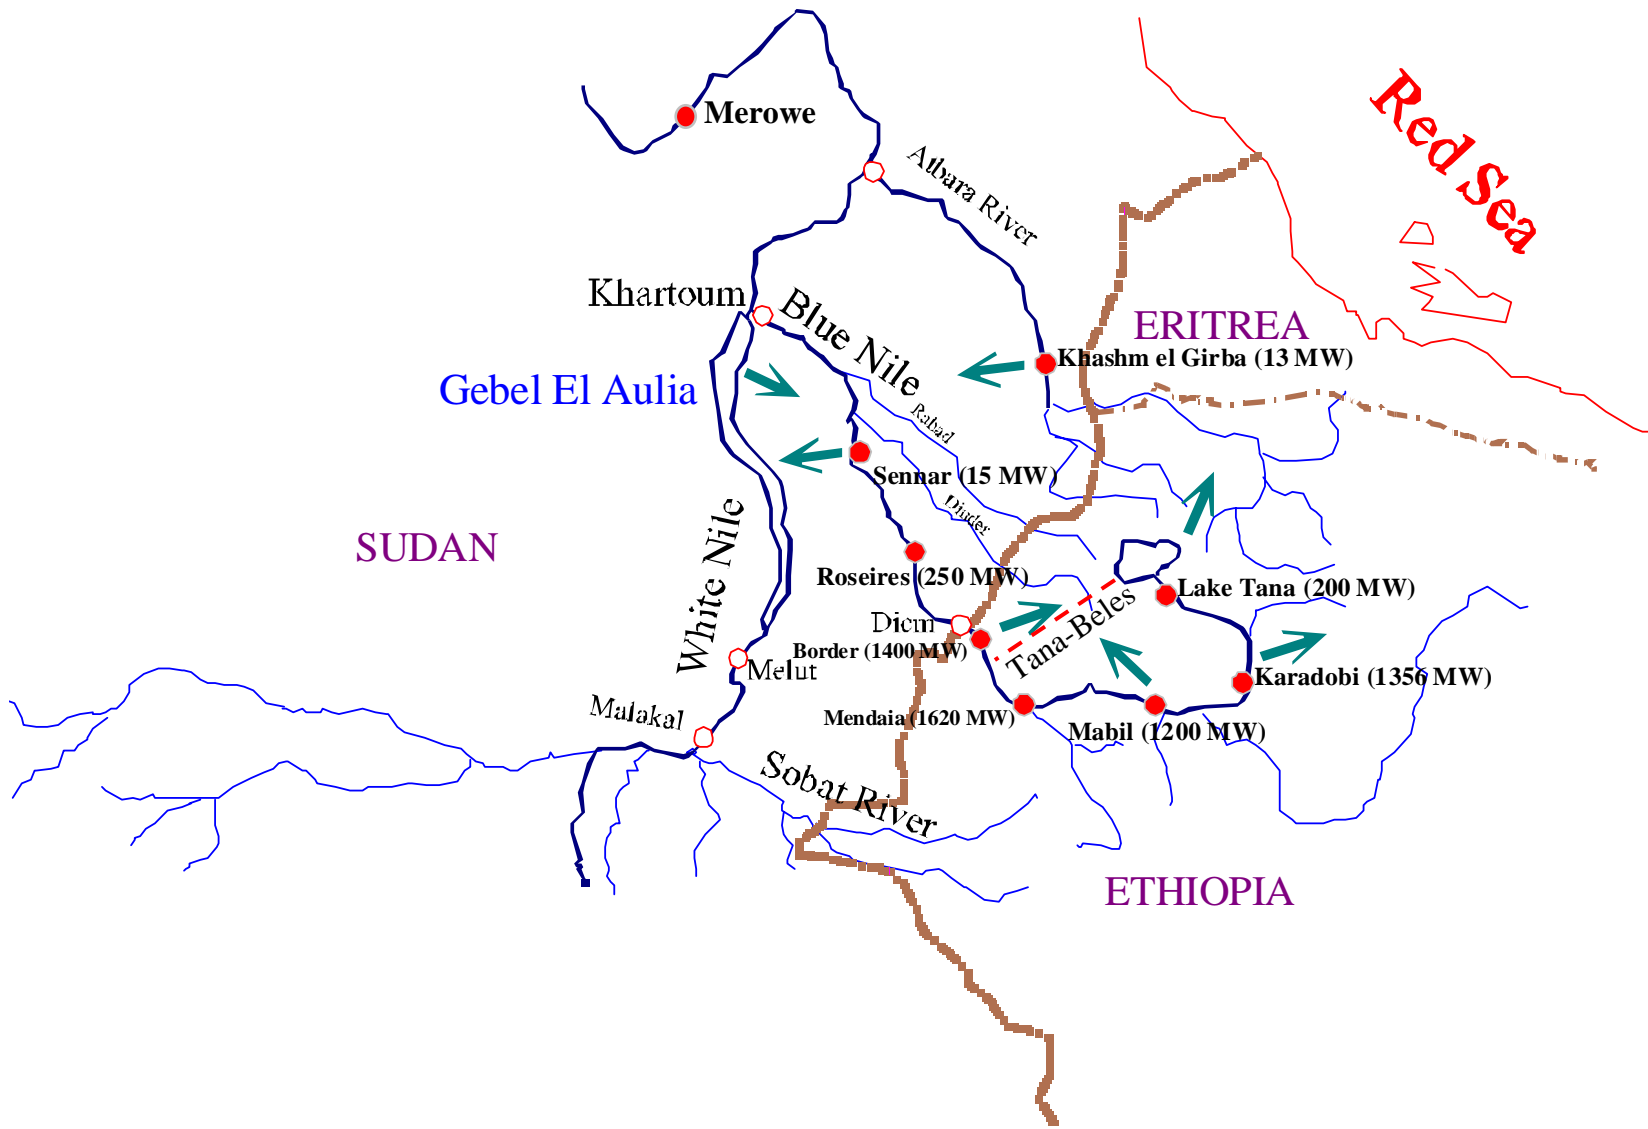 Red Sea
Merowe
Atbara River
Khartoum
Blue Nile
ERITREA
Khashm el Girba (13 MW)
Gebel El Aulia
Rahad
Sennar (15 MW)
Dinder
White Nile
SUDAN
Roseires (250 MW)
Lake Tana (200 MW)
Diem
Tana-Beles
Border (1400 MW)
Melut
Karadobi (1356 MW)
Malakal
Mendaia (1620 MW)
Mabil (1200 MW)
Sobat River
ETHIOPIA